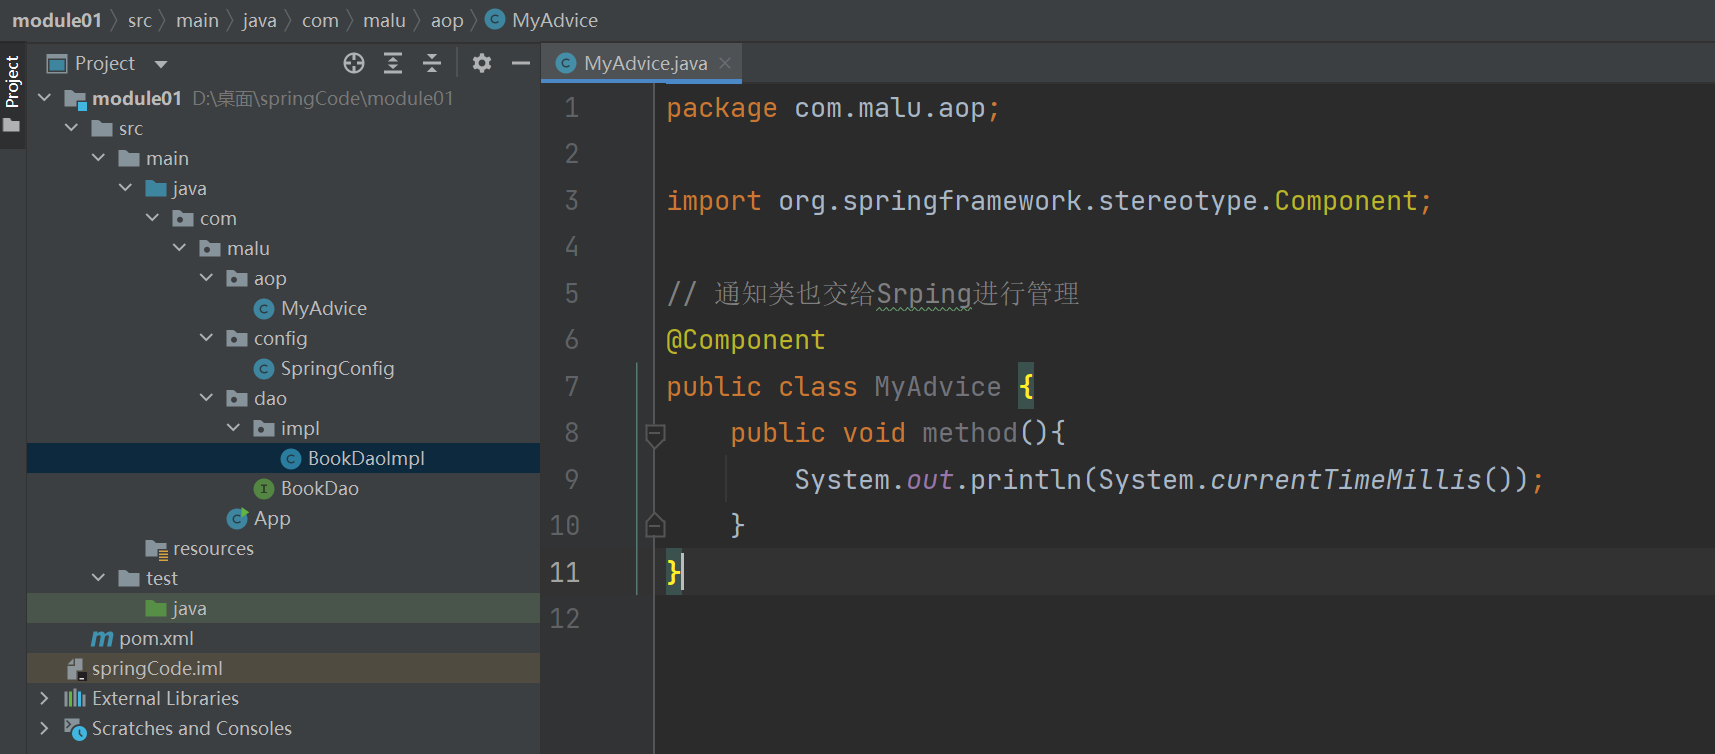 module01 src main java com malu aop MyAdvice
Project
Project
module01 D:\桌面\springCode\module01
src
main
java
com
malu
aop
MyAdvice
config
SpringConfig
dao
impl
BookDaoImpl
BookDao
App
resources
test
java
pom.xml
springCode.iml
External Libraries
Scratches and Consoles
MyAdvice.java
1 package com.malu.aop;
2
3 import org.springframework.stereotype.Component;
4
5 // 通知类也交给Srping进行管理
6 @Component
7 public class MyAdvice {
8 public void method(){
9 System.out.println(System.currentTimeMillis());
10 }
11 }
12